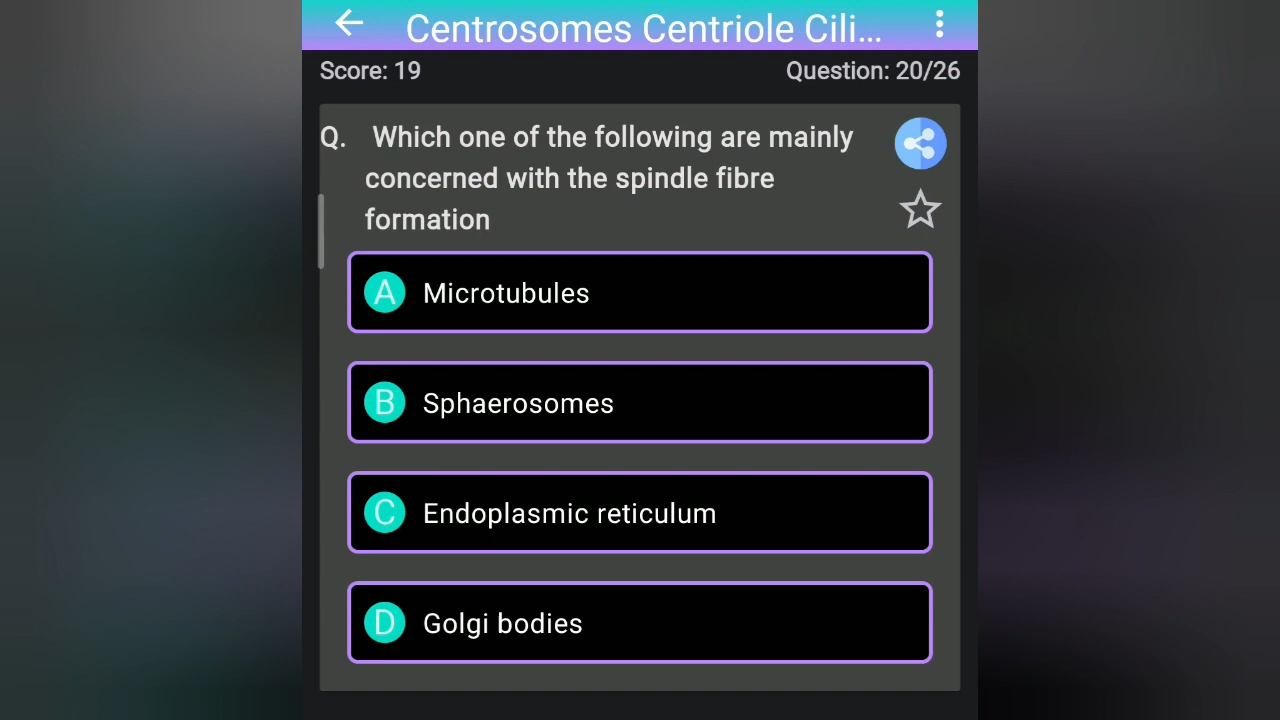 Centrosomes Centriole Cili...
Score: 19
Question: 20/26
Q. Which one of the following are mainly
concerned with the spindle fibre
formation
A Microtubules
B Sphaerosomes
C Endoplasmic reticulum
D Golgi bodies